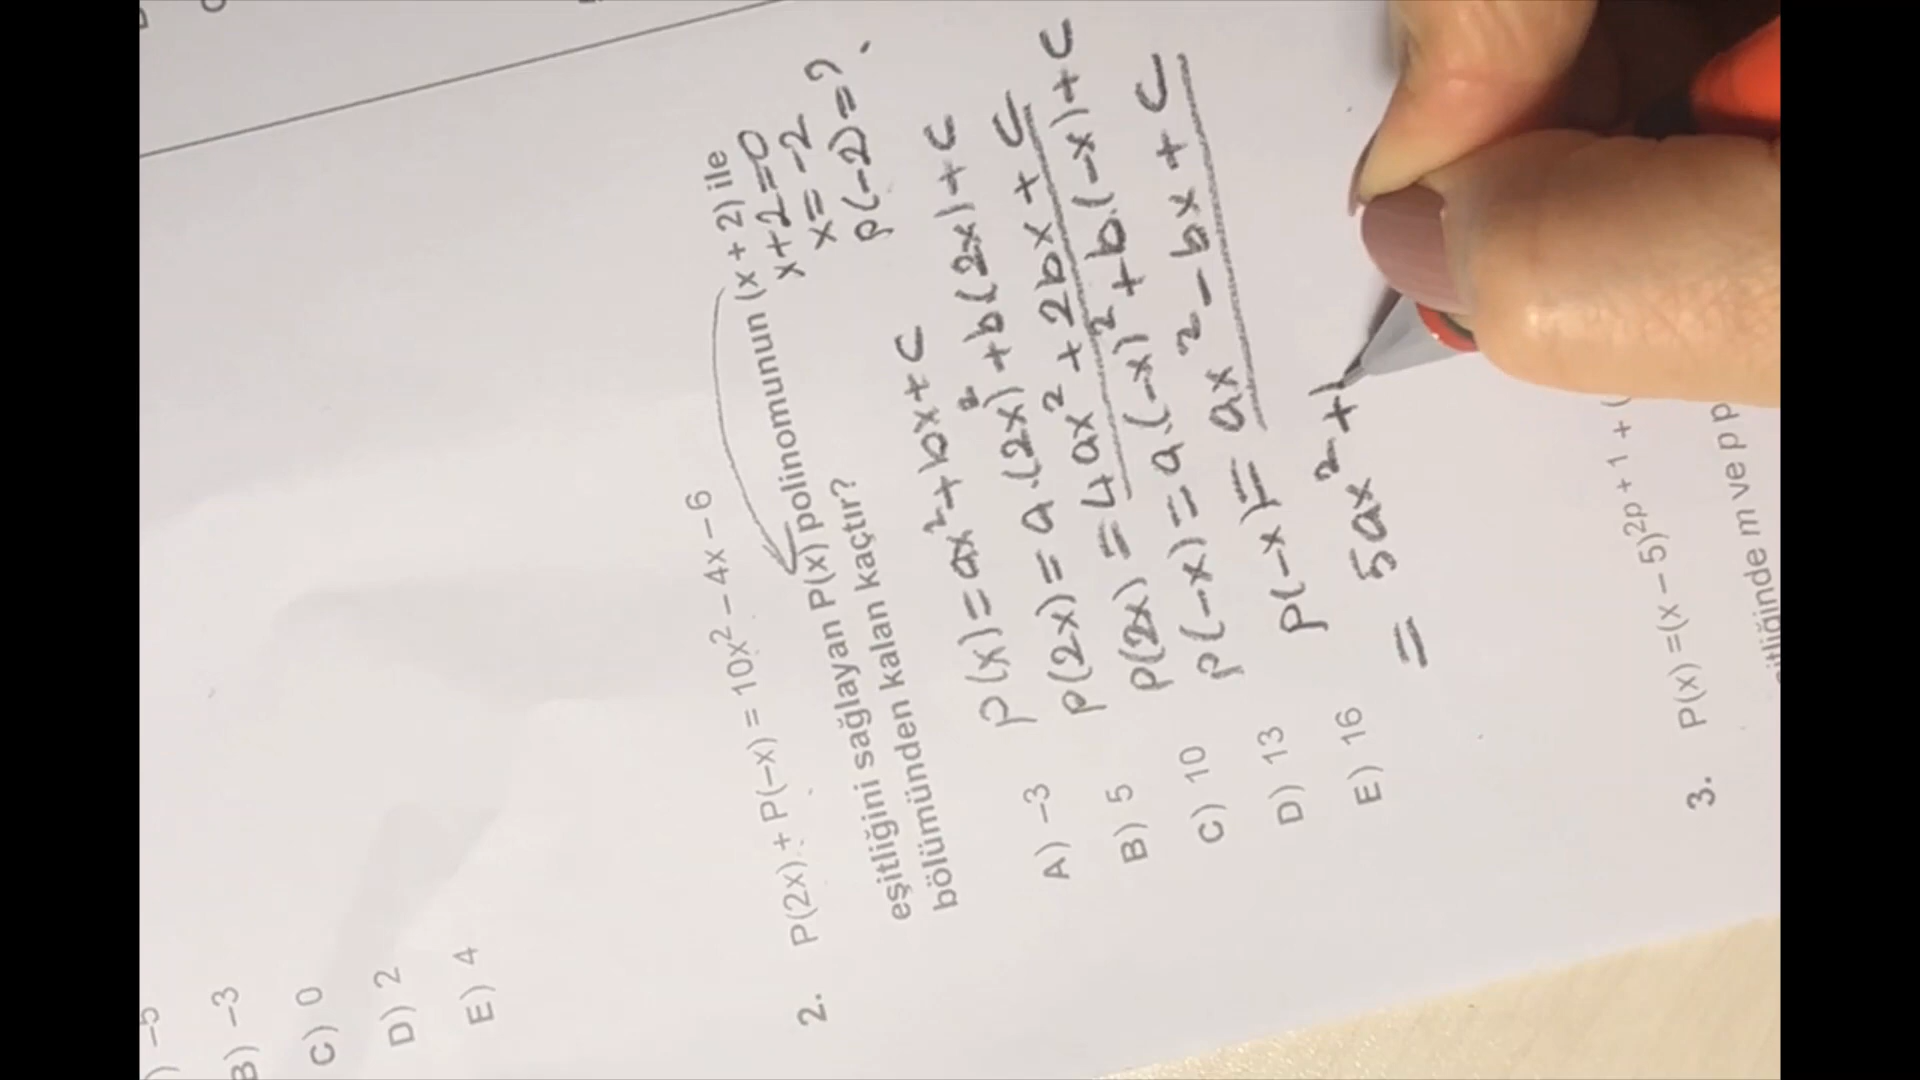 B) -3
C) 0
D) 2
E) 4
2. P(2x) + P(-x) = 10x² - 4x - 6
eşitliğini sağlayan P(x) polinomunun (x + 2) ile
bölümünden kalan kaçtır?
x+2=0
x=-2
P(-2)=?
P(x)=ax²+bx+c
P(2x)=a.(2x)²+b(2x)+c
P(2x)=4ax²+2bx+c
P(-x)=a.(-x)²+b.(-x)+c
P(-x)=ax²-bx+c
= 5ax²+
A) -3
B) 5
C) 10
D) 13
E) 16
3. P(x) =(x - 5)²ᵖ + 1 + (
m ve p